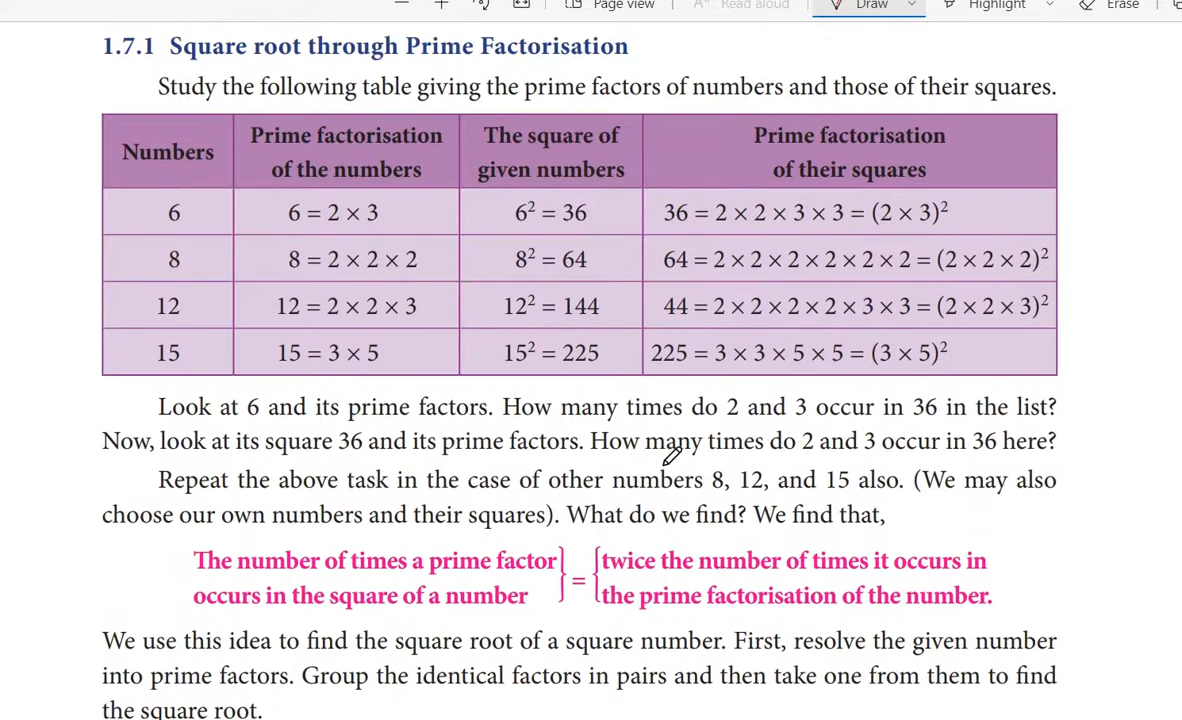 Page view
Read aloud
Draw
Highlight
Erase
1.7.1 Square root through Prime Factorisation
Study the following table giving the prime factors of numbers and those of their squares.
Numbers
Prime factorisation
of the numbers
The square of
given numbers
Prime factorisation
of their squares
6
6 = 2 × 3
6² = 36
36 = 2 × 2 × 3 × 3 = (2 × 3)²
8
8 = 2 × 2 × 2
8² = 64
64 = 2 × 2 × 2 × 2 × 2 × 2 = (2 × 2 × 2)²
12
12 = 2 × 2 × 3
12² = 144
44 = 2 × 2 × 2 × 2 × 3 × 3 = (2 × 2 × 3)²
15
15 = 3 × 5
15² = 225
225 = 3 × 3 × 5 × 5 = (3 × 5)²
Look at 6 and its prime factors. How many times do 2 and 3 occur in 36 in the list?
Now, look at its square 36 and its prime factors. How many times do 2 and 3 occur in 36 here?
Repeat the above task in the case of other numbers 8, 12, and 15 also. (We may also
choose our own numbers and their squares). What do we find? We find that,
The number of times a prime factor
occurs in the square of a number
=
twice the number of times it occurs in
the prime factorisation of the number.
We use this idea to find the square root of a square number. First, resolve the given number
into prime factors. Group the identical factors in pairs and then take one from them to find
the square root.